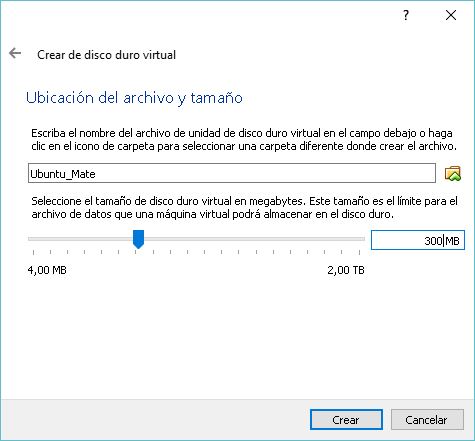 ?
Crear de disco duro virtual
Ubicación del archivo y tamaño
Escriba el nombre del archivo de unidad de disco duro virtual en el campo debajo o haga
clic en el icono de carpeta para seleccionar una carpeta diferente donde crear el archivo.
Ubuntu_Mate
Seleccione el tamaño de disco duro virtual en megabytes. Este tamaño es el límite para el
archivo de datos que una máquina virtual podrá almacenar en el disco duro.
300 MB
4,00 MB 2,00 TB
Crear Cancelar